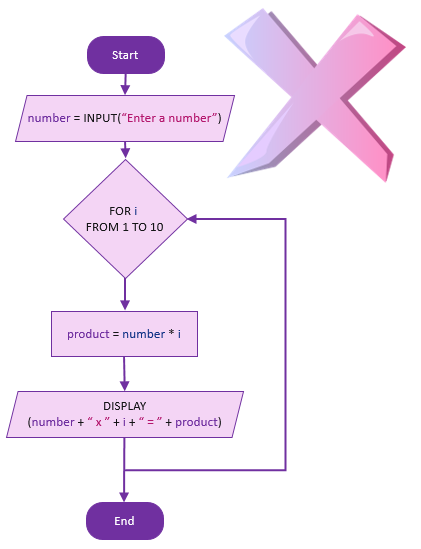 Start
number = INPUT(“Enter a number”)
FOR i
FROM 1 TO 10
product = number * i
DISPLAY
(number + “ x ” + i + “ = ” + product)
End